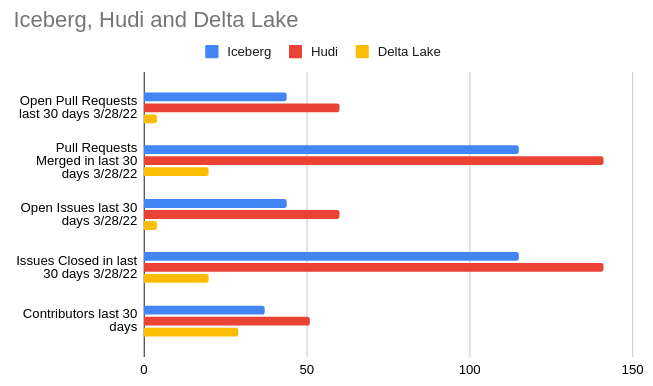 Iceberg, Hudi and Delta Lake
Iceberg Hudi Delta Lake
Open Pull Requests
last 30 days 3/28/22
Pull Requests
Merged in last 30
days 3/28/22
Open Issues last 30
days 3/28/22
Issues Closed in last
30 days 3/28/22
Contributors last 30
days
0 50 100 150